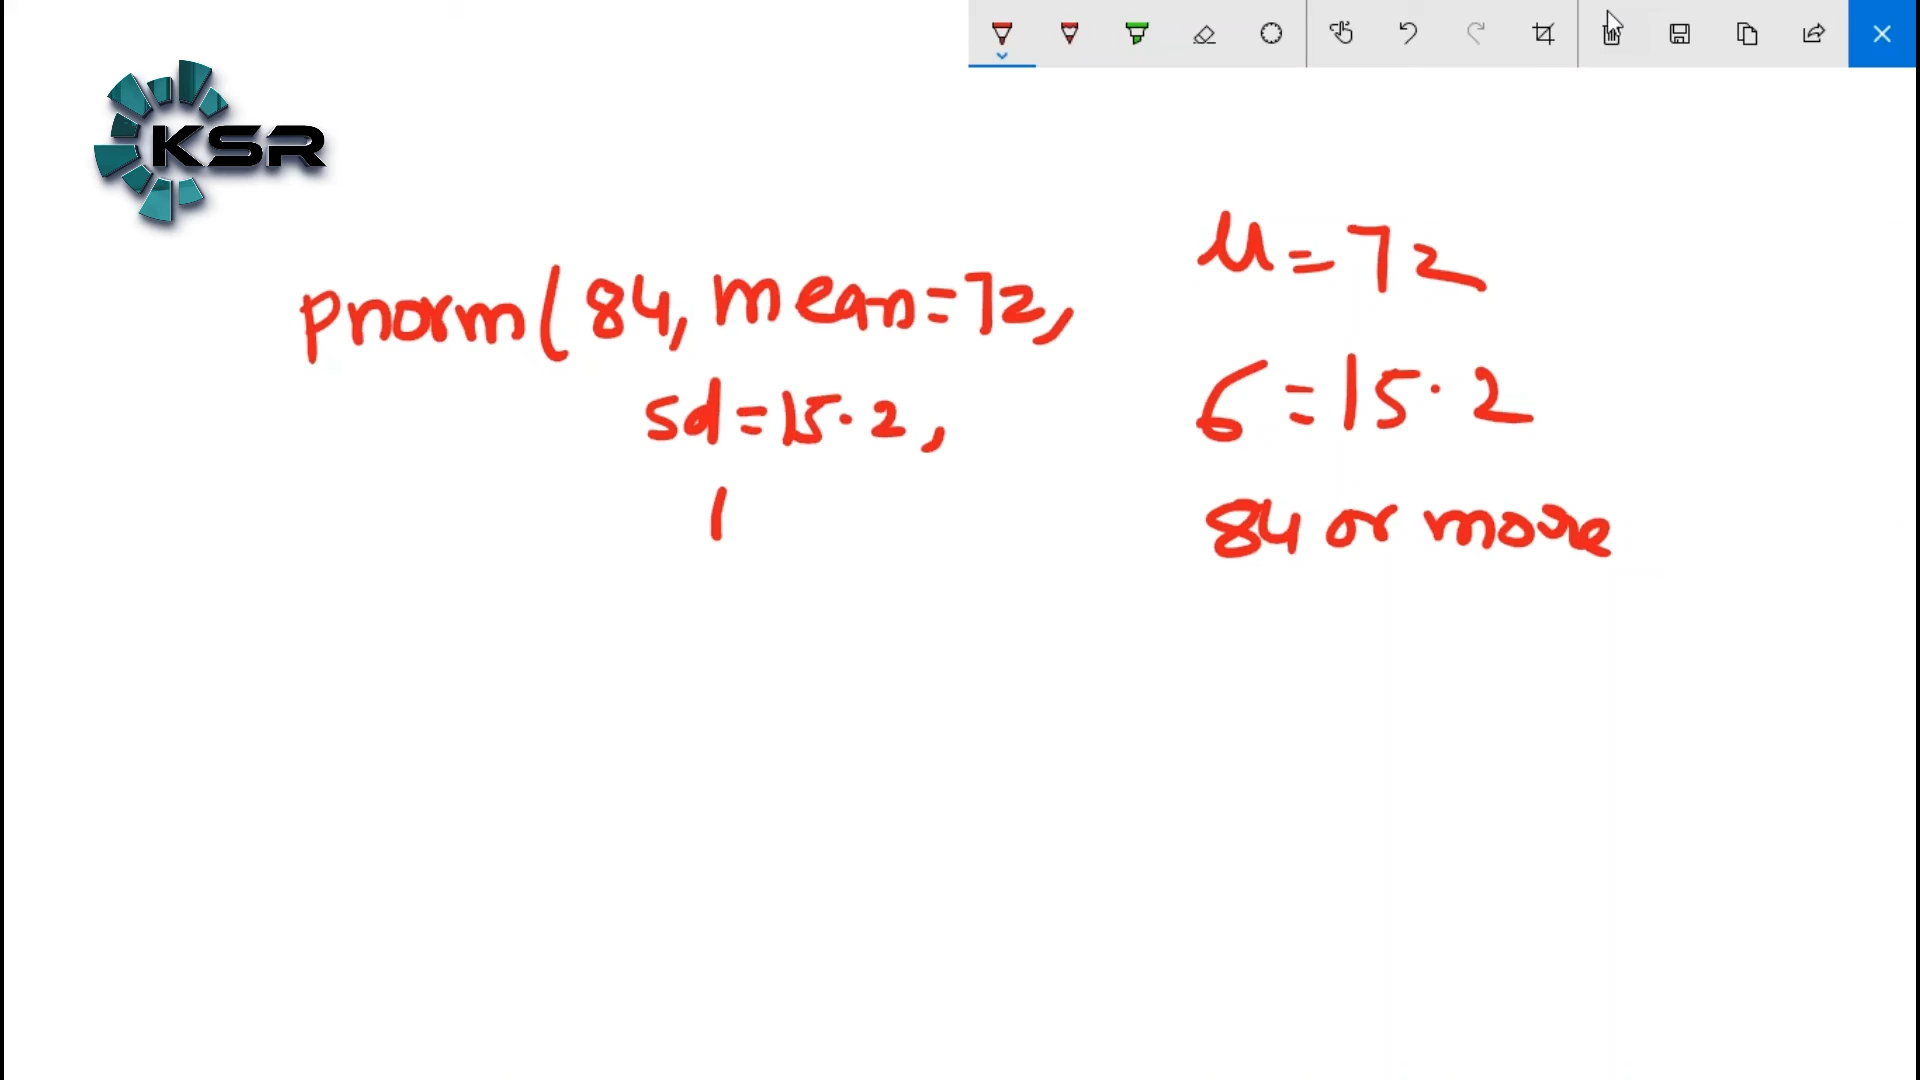 KSR
pnorm(84, mean=72,
sd=15.2,
l
μ=72
σ=15.2
84 or more